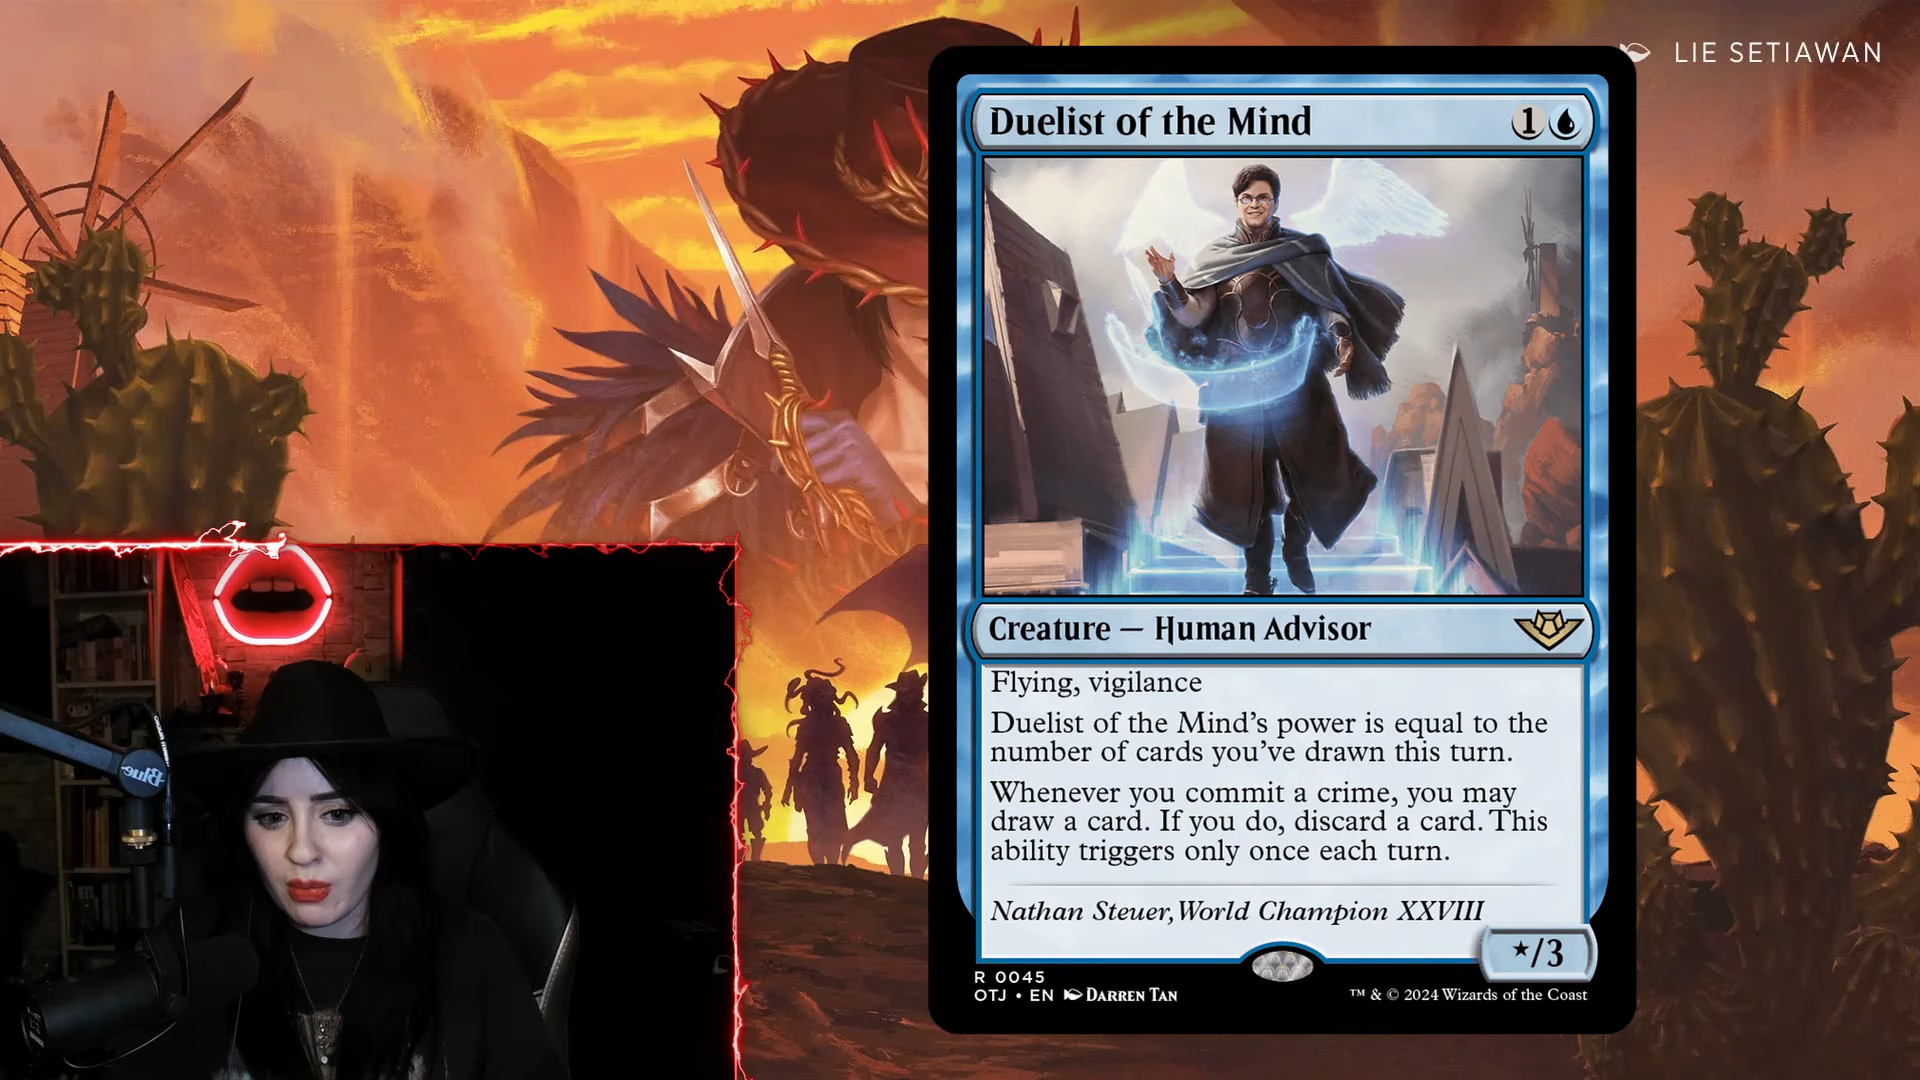 LIE SETIAWAN
Duelist of the Mind
1
Creature — Human Advisor
Flying, vigilance
Duelist of the Mind's power is equal to the
number of cards you've drawn this turn.
Whenever you commit a crime, you may
draw a card. If you do, discard a card. This
ability triggers only once each turn.
Nathan Steuer, World Champion XXVIII
★/3
R 0045
OTJ • EN DARREN TAN
™ & © 2024 Wizards of the Coast
Blue